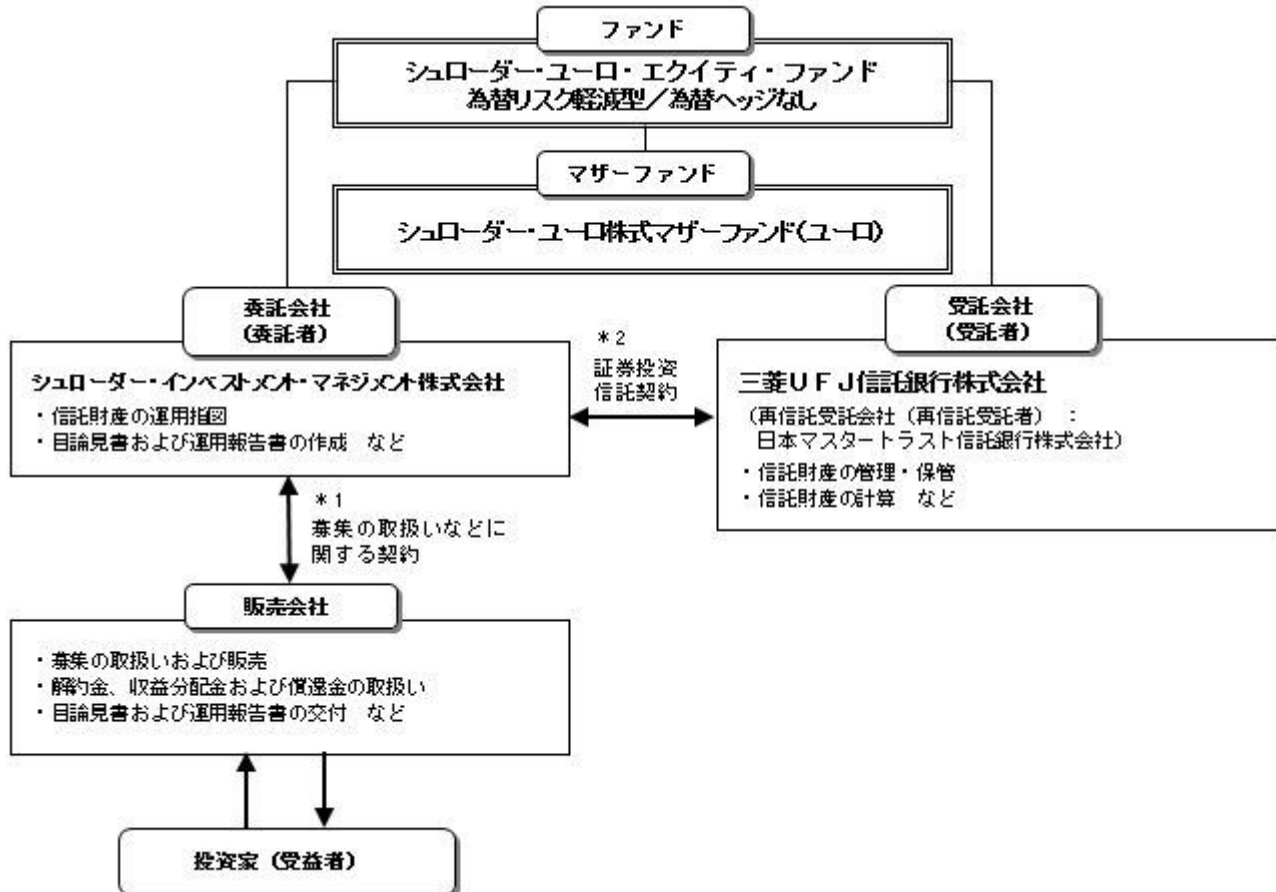 ファンド
シュローダー・ユーロ・エクイティ・ファンド
為替リスク軽減型／為替ヘッジなし
マザーファンド
シュローダー・ユーロ株式マザーファンド(ユーロ)
委託会社
(委託者)
シュローダー・インベストメント・マネジメント株式会社
・信託財産の運用指図
・目論見書および運用報告書の作成　など
＊2
証券投資
信託契約
受託会社
(受託者)
三菱ＵＦＪ信託銀行株式会社
（再信託受託会社（再信託受託者）：
日本マスタートラスト信託銀行株式会社）
・信託財産の管理・保管
・信託財産の計算　など
＊1
募集の取扱いなどに
関する契約
販売会社
・募集の取扱いおよび販売
・解約金、収益分配金および償還金の取扱い
・目論見書および運用報告書の交付　など
投資家（受益者）